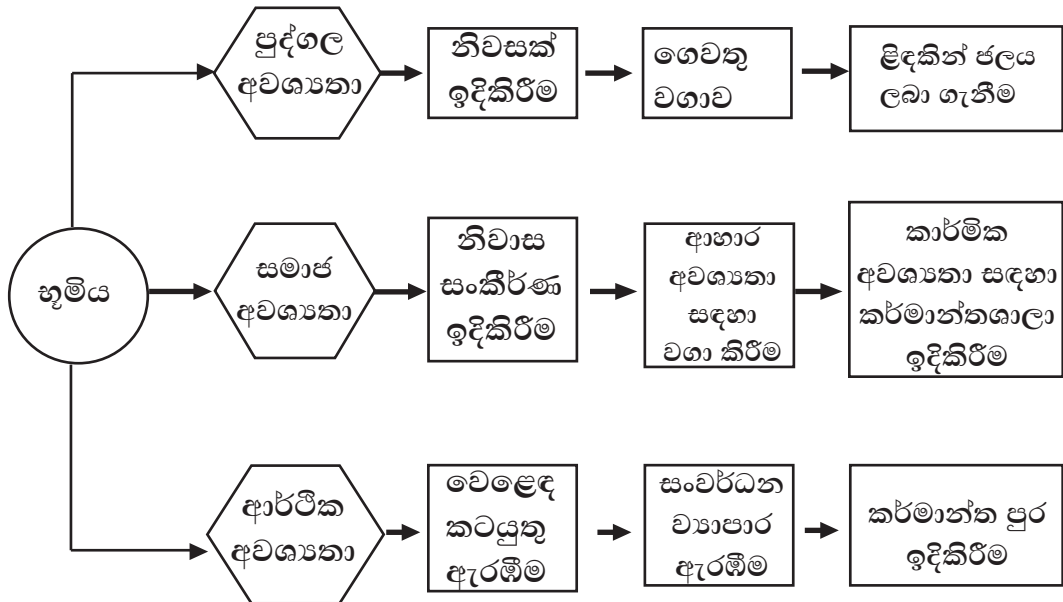 පුද්ගල
අවශ්‍යතා
නිවසක්
ඉදිකිරීම
ගෙවතු
වගාව
ළිඳකින් ජලය
ලබා ගැනීම
භූමිය
සමාජ
අවශ්‍යතා
නිවාස
සංකීර්ණ
ඉදිකිරීම
ආහාර
අවශ්‍යතා
සඳහා
වගා කිරීම
කාර්මික
අවශ්‍යතා සඳහා
කර්මාන්තශාලා
ඉදිකිරීම
ආර්ථික
අවශ්‍යතා
වෙළෙඳ
කටයුතු
ඇරඹීම
සංවර්ධන
ව්‍යාපාර
ඇරඹීම
කර්මාන්ත පුර
ඉදිකිරීම